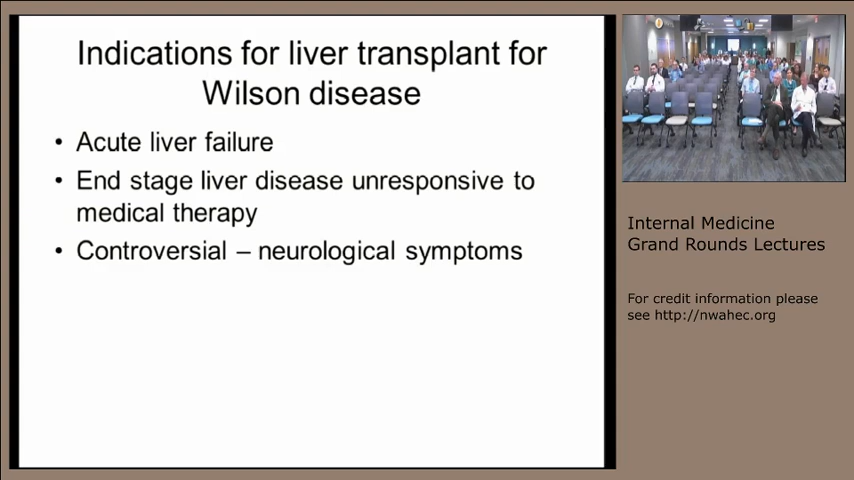 Indications for liver transplant for
Wilson disease
• Acute liver failure
• End stage liver disease unresponsive to
medical therapy
• Controversial – neurological symptoms
Internal Medicine
Grand Rounds Lectures
For credit information please
see http://nwahec.org